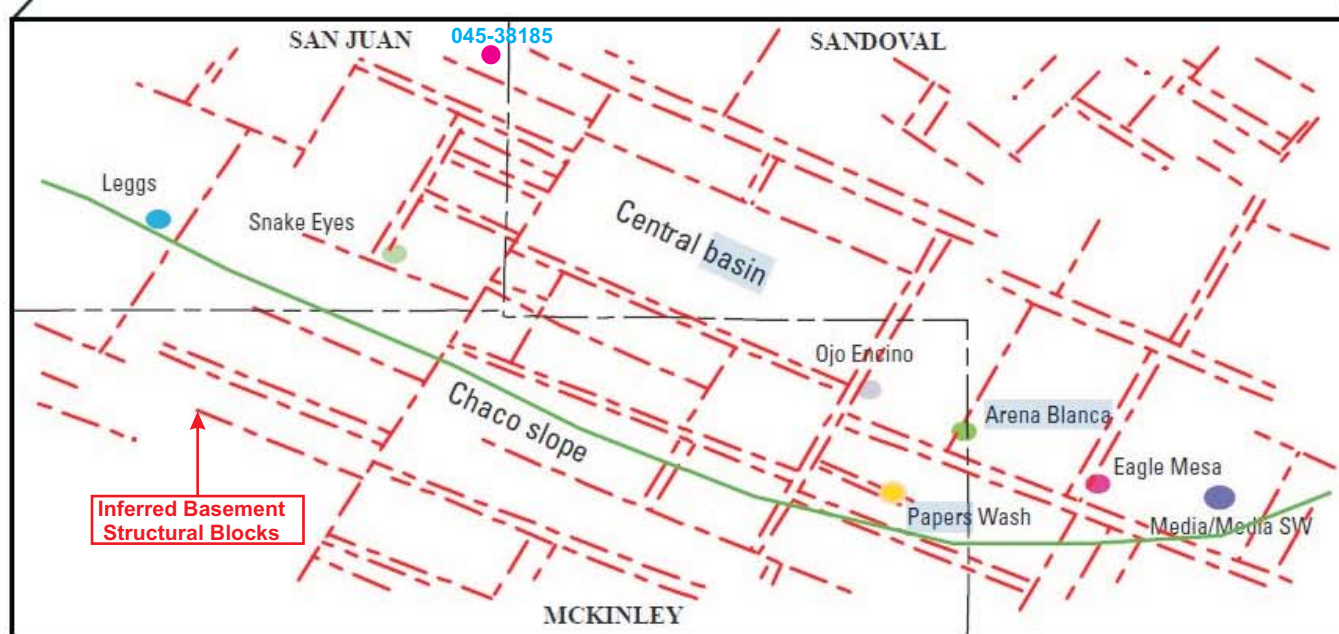 SAN JUAN
045-38185
SANDOVAL
Leggs
Snake Eyes
Central basin
Ojo Encino
Chaco slope
Arena Blanca
Eagle Mesa
Inferred Basement
Structural Blocks
Papers Wash
Media/Media SW
MCKINLEY